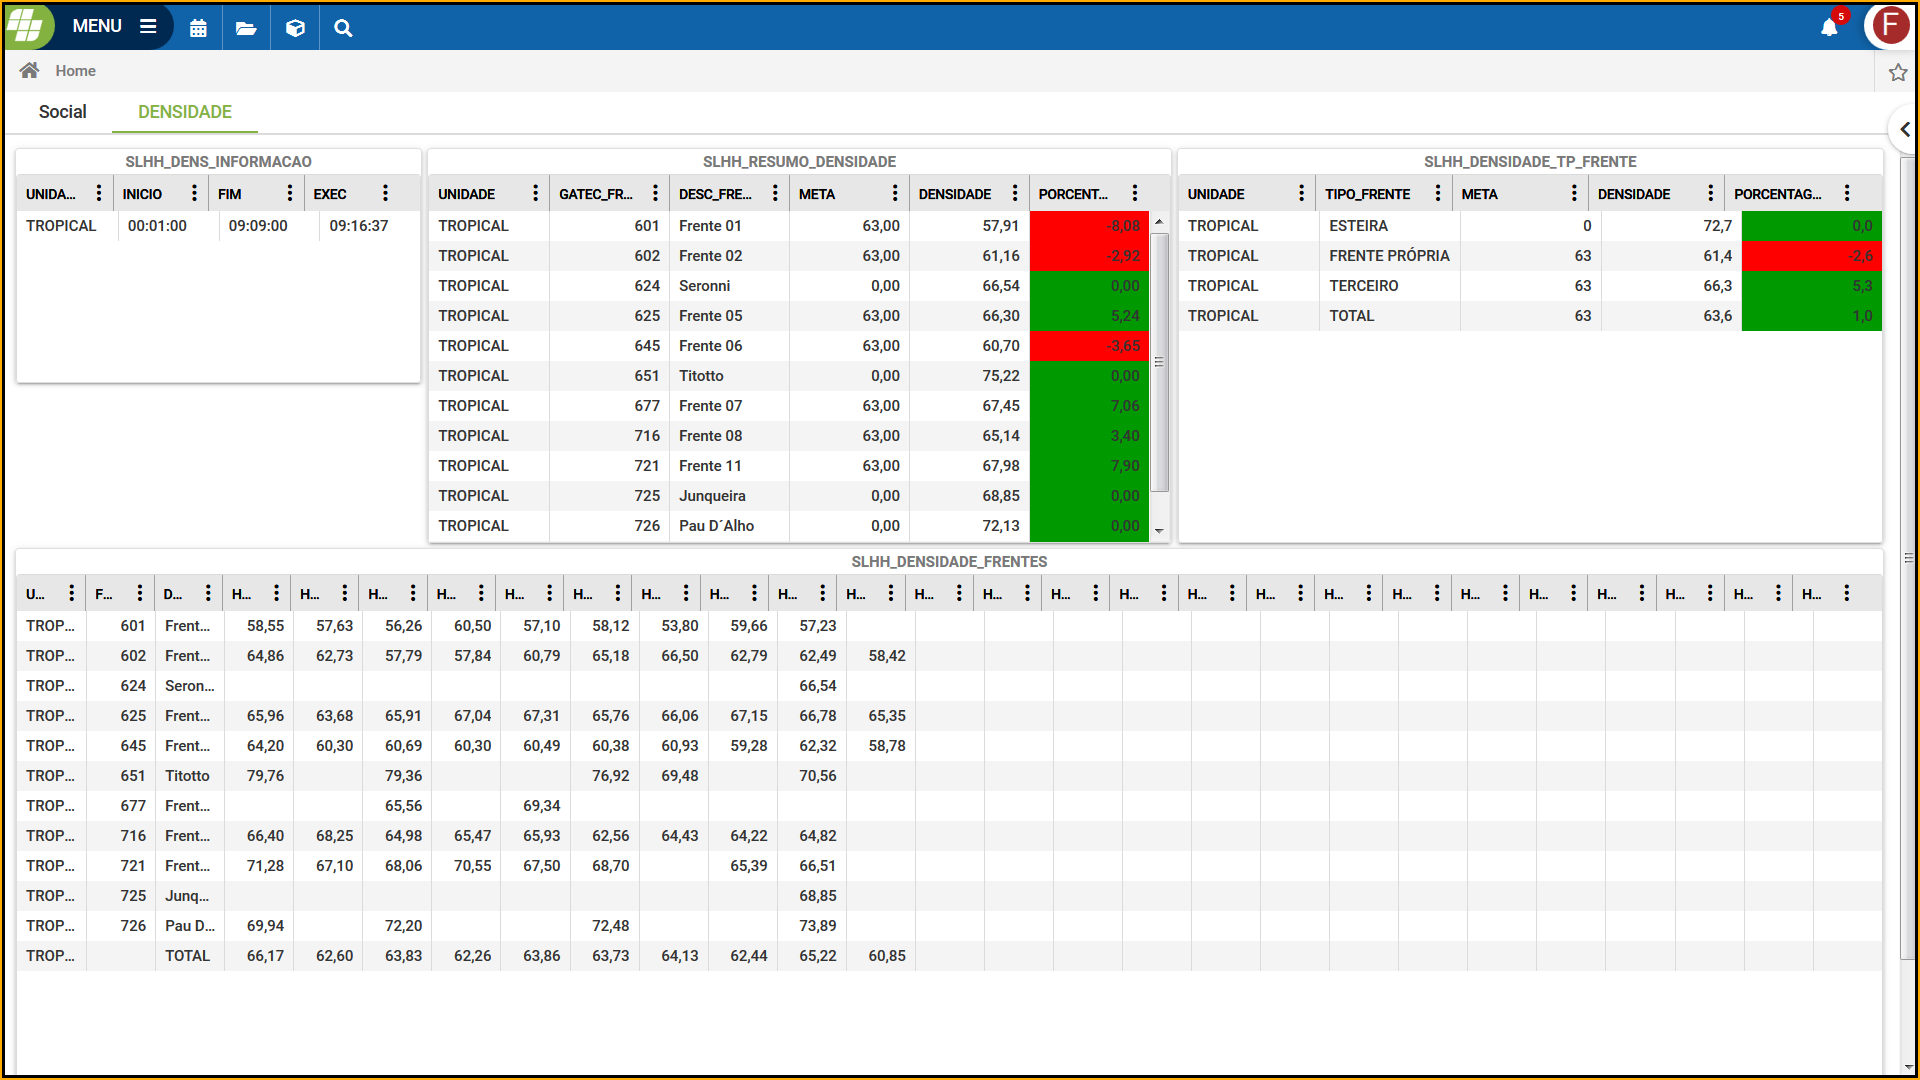 MENU
5
F
Home
Social DENSIDADE
SLHH_DENS_INFORMACAO
UNIDA... INICIO FIM EXEC
TROPICAL 00:01:00 09:09:00 09:16:37
SLHH_RESUMO_DENSIDADE
UNIDADE GATEC_FR... DESC_FRE... META DENSIDADE PORCENT...
TROPICAL 601 Frente 01 63,00 57,91 -8,08
TROPICAL 602 Frente 02 63,00 61,16 -2,92
TROPICAL 624 Seronni 0,00 66,54 0,00
TROPICAL 625 Frente 05 63,00 66,30 5,24
TROPICAL 645 Frente 06 63,00 60,70 -3,65
TROPICAL 651 Titotto 0,00 75,22 0,00
TROPICAL 677 Frente 07 63,00 67,45 7,06
TROPICAL 716 Frente 08 63,00 65,14 3,40
TROPICAL 721 Frente 11 63,00 67,98 7,90
TROPICAL 725 Junqueira 0,00 68,85 0,00
TROPICAL 726 Pau D´Alho 0,00 72,13 0,00
SLHH_DENSIDADE_TP_FRENTE
UNIDADE TIPO_FRENTE META DENSIDADE PORCENTAG...
TROPICAL ESTEIRA 0 72,7 0,0
TROPICAL FRENTE PRÓPRIA 63 61,4 -2,6
TROPICAL TERCEIRO 63 66,3 5,3
TROPICAL TOTAL 63 63,6 1,0
SLHH_DENSIDADE_FRENTES
U... F... D... H... H... H... H... H... H... H... H... H... H... H... H... H... H... H... H... H... H... H... H... H... H... H... H...
TROP... 601 Frent... 58,55 57,63 56,26 60,50 57,10 58,12 53,80 59,66 57,23
TROP... 602 Frent... 64,86 62,73 57,79 57,84 60,79 65,18 66,50 62,79 62,49 58,42
TROP... 624 Seron... 66,54
TROP... 625 Frent... 65,96 63,68 65,91 67,04 67,31 65,76 66,06 67,15 66,78 65,35
TROP... 645 Frent... 64,20 60,30 60,69 60,30 60,49 60,38 60,93 59,28 62,32 58,78
TROP... 651 Titotto 79,76 79,36 76,92 69,48 70,56
TROP... 677 Frent... 65,56 69,34
TROP... 716 Frent... 66,40 68,25 64,98 65,47 65,93 62,56 64,43 64,22 64,82
TROP... 721 Frent... 71,28 67,10 68,06 70,55 67,50 68,70 65,39 66,51
TROP... 725 Junq... 68,85
TROP... 726 Pau D... 69,94 72,20 72,48 73,89
TROP... TOTAL 66,17 62,60 63,83 62,26 63,86 63,73 64,13 62,44 65,22 60,85